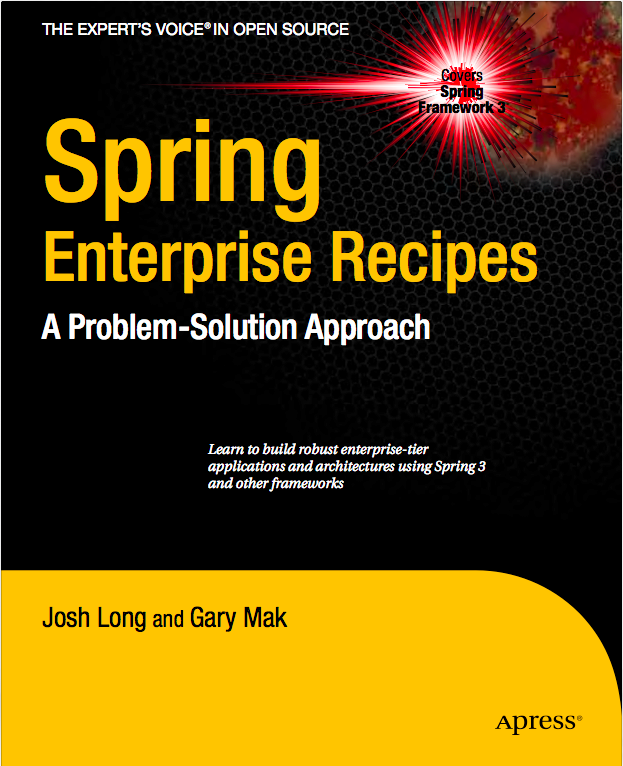 THE EXPERT'S VOICE® IN OPEN SOURCE
Covers
Spring
Framework 3
Spring
Enterprise Recipes
A Problem-Solution Approach
Learn to build robust enterprise-tier
applications and architectures using Spring 3
and other frameworks
Josh Long and Gary Mak
Apress®